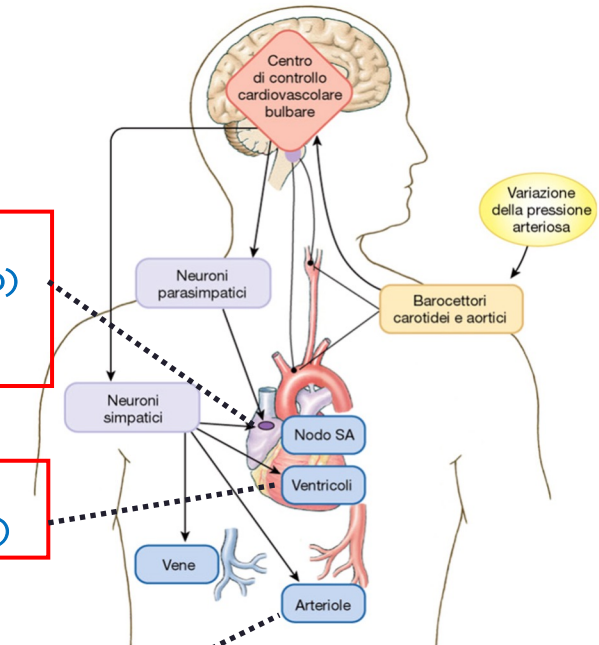 Centro
di controllo
cardiovascolare
bulbare
Variazione
della pressione
arteriosa
Neuroni
parasimpatici
Barocettori
carotidei e aortici
Neuroni
simpatici
Nodo SA
Ventricoli
Vene
Arteriole